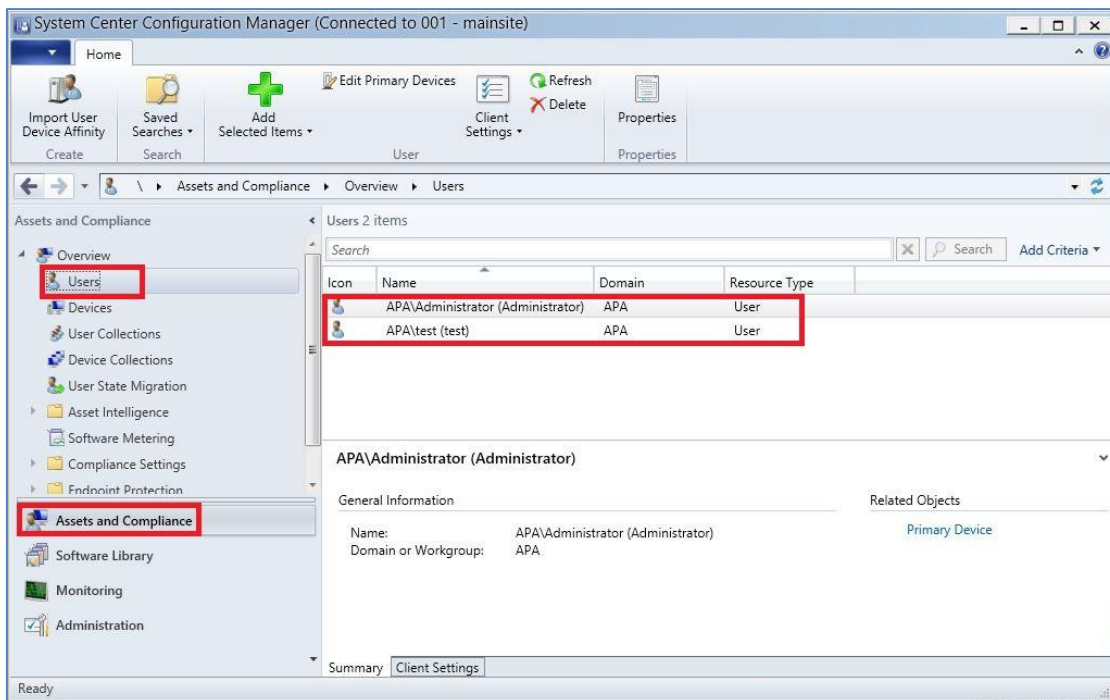 System Center Configuration Manager (Connected to 001 - mainsite)
Home
Import User Device Affinity
Saved Searches
Add Selected Items
Edit Primary Devices
Client Settings
Refresh
Delete
Properties
Create
Search
User
Properties
\ Assets and Compliance Overview Users
Assets and Compliance
Overview
Users
Devices
User Collections
Device Collections
User State Migration
Asset Intelligence
Software Metering
Compliance Settings
Endpoint Protection
Assets and Compliance
Software Library
Monitoring
Administration
Users 2 items
Search
Search
Add Criteria
Icon Name Domain Resource Type
APA\Administrator (Administrator) APA User
APA\test (test) APA User
APA\Administrator (Administrator)
General Information
Name: APA\Administrator (Administrator)
Domain or Workgroup: APA
Related Objects
Primary Device
Summary Client Settings
Ready